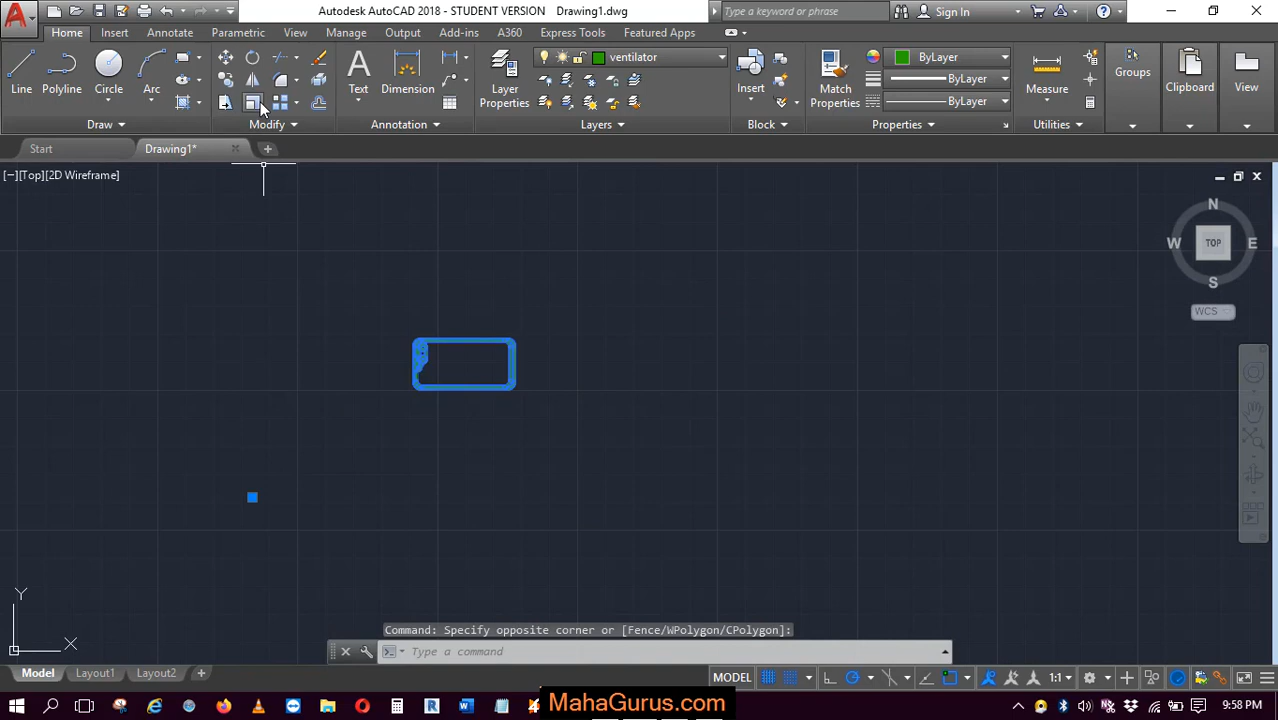 Autodesk AutoCAD 2018 - STUDENT VERSION Drawing1.dwg
Type a keyword or phrase
Sign In
Home Insert Annotate Parametric View Manage Output Add-ins A360 Express Tools Featured Apps
Line Polyline Circle Arc
Text Dimension
Layer Properties
ventilator
Insert
Match Properties
ByLayer
ByLayer
ByLayer
Measure
Groups
Clipboard
View
Draw Modify Annotation Layers Block Properties Utilities
Start Drawing1*
[−][Top][2D Wireframe]
N
W TOP E
S
WCS
Y
X
Command: Specify opposite corner or [Fence/WPolygon/CPolygon]:
Type a command
Model Layout1 Layout2
MODEL
1:1
MahaGurus.com
9:58 PM